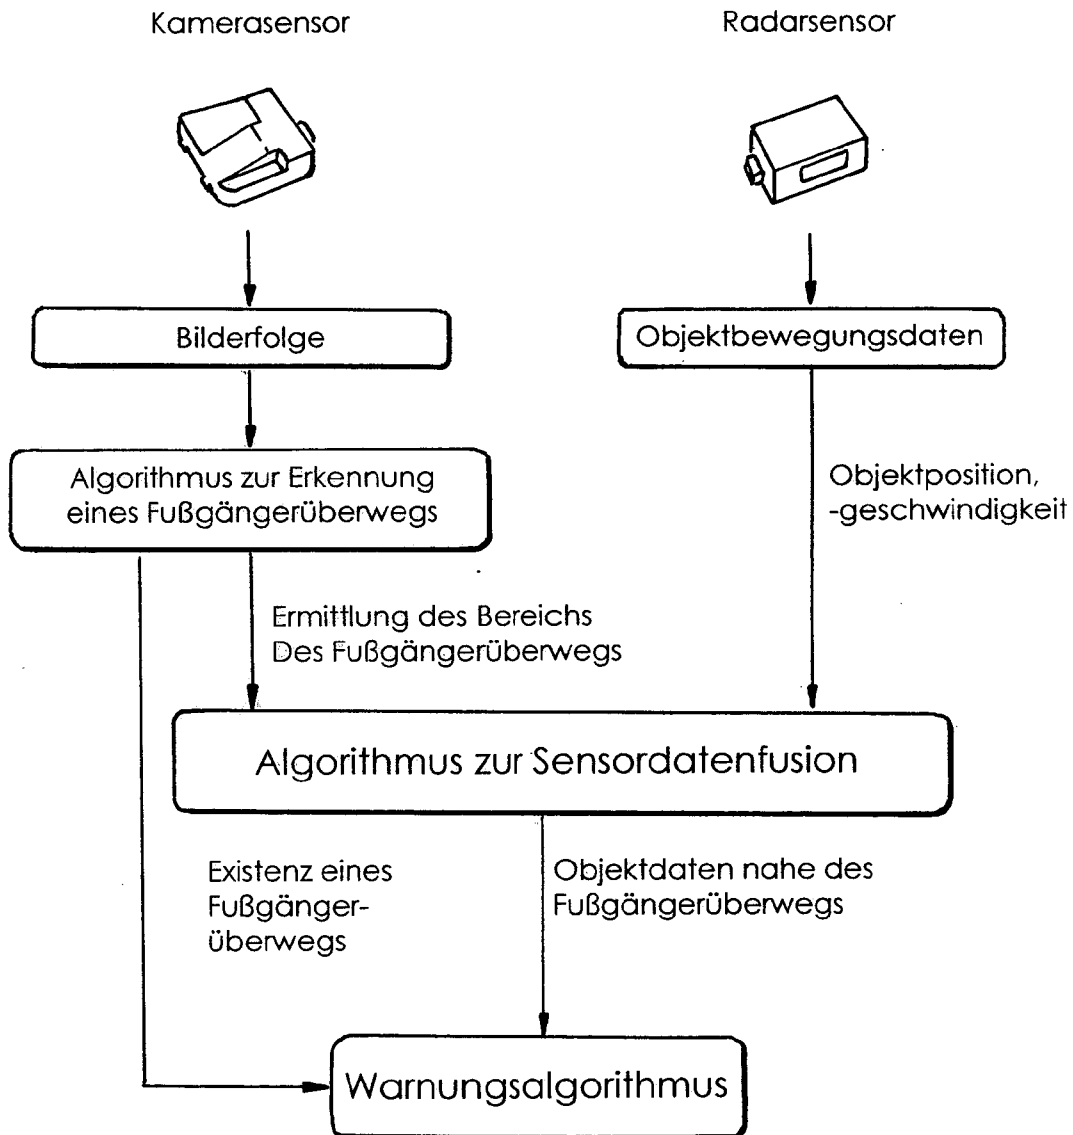 Kamerasensor
Radarsensor
Bilderfolge
Objektbewegungsdaten
Algorithmus zur Erkennung
eines Fußgängerüberwegs
Objektposition,
-geschwindigkeit
Ermittlung des Bereichs
Des Fußgängerüberwegs
Algorithmus zur Sensordatenfusion
Existenz eines
Fußgänger-
überwegs
Objektdaten nahe des
Fußgängerüberwegs
Warnungsalgorithmus